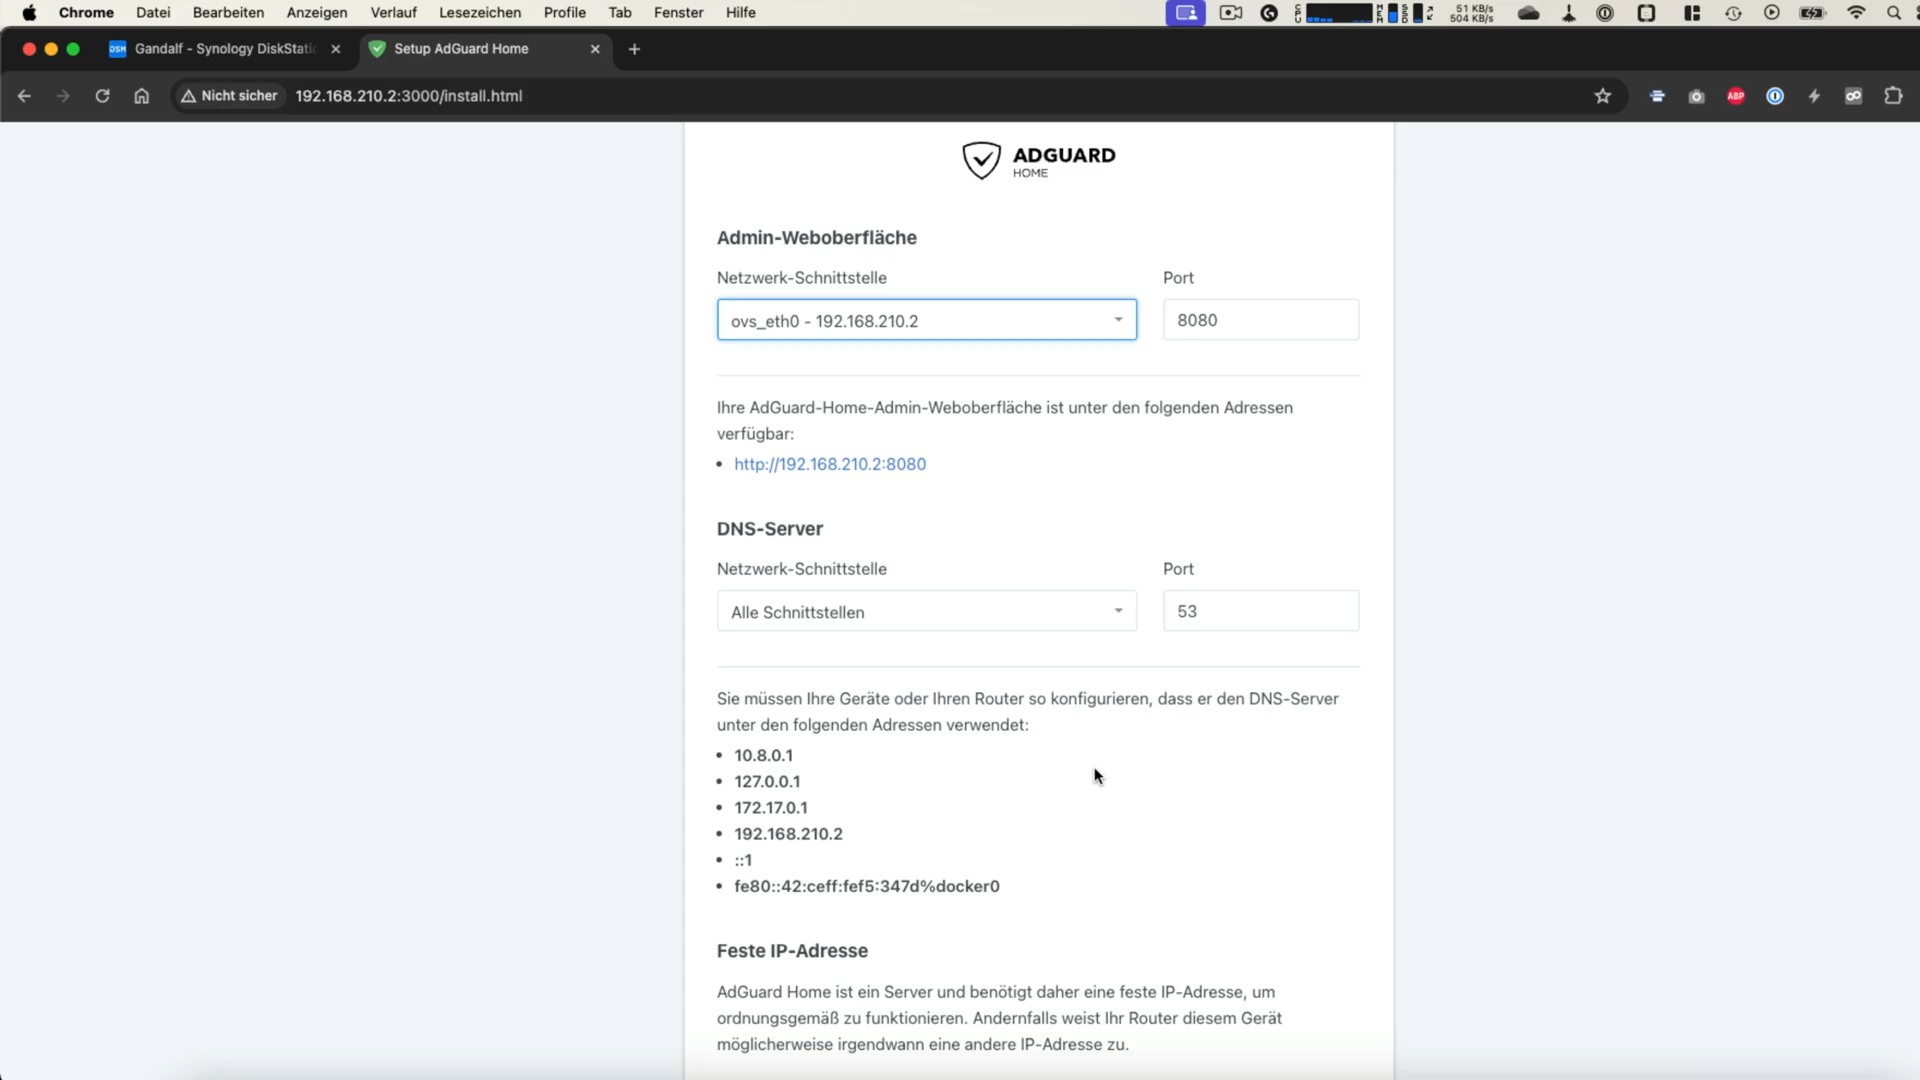 Chrome Datei Bearbeiten Anzeigen Verlauf Lesezeichen Profile Tab Fenster Hilfe
51 KB/s
504 KB/s
DSM Gandalf - Synology DiskStati
Setup AdGuard Home
Nicht sicher 192.168.210.2:3000/install.html
ABP
ADGUARD
HOME
Admin-Weboberfläche
Netzwerk-Schnittstelle Port
ovs_eth0 - 192.168.210.2 8080
Ihre AdGuard-Home-Admin-Weboberfläche ist unter den folgenden Adressen
verfügbar:
• http://192.168.210.2:8080
DNS-Server
Netzwerk-Schnittstelle Port
Alle Schnittstellen 53
Sie müssen Ihre Geräte oder Ihren Router so konfigurieren, dass er den DNS-Server
unter den folgenden Adressen verwendet:
• 10.8.0.1
• 127.0.0.1
• 172.17.0.1
• 192.168.210.2
• ::1
• fe80::42:ceff:fef5:347d%docker0
Feste IP-Adresse
AdGuard Home ist ein Server und benötigt daher eine feste IP-Adresse, um
ordnungsgemäß zu funktionieren. Andernfalls weist Ihr Router diesem Gerät
möglicherweise irgendwann eine andere IP-Adresse zu.